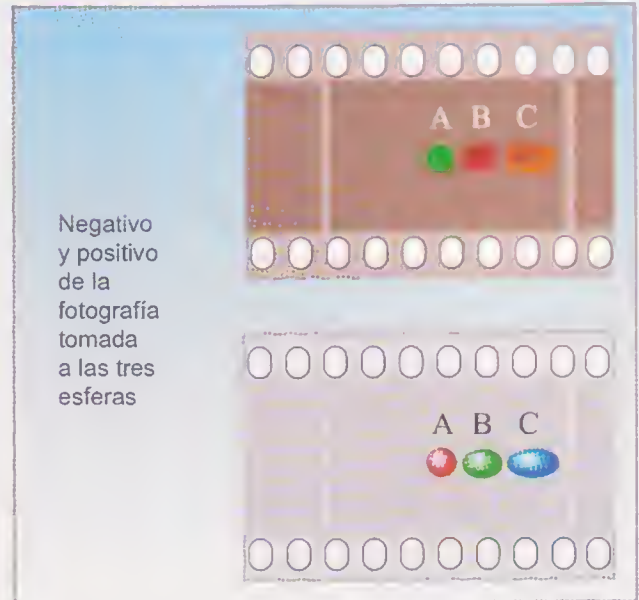 A B C
Negativo
y positivo
de la
fotografía
tomada
a las tres
esferas
A B C